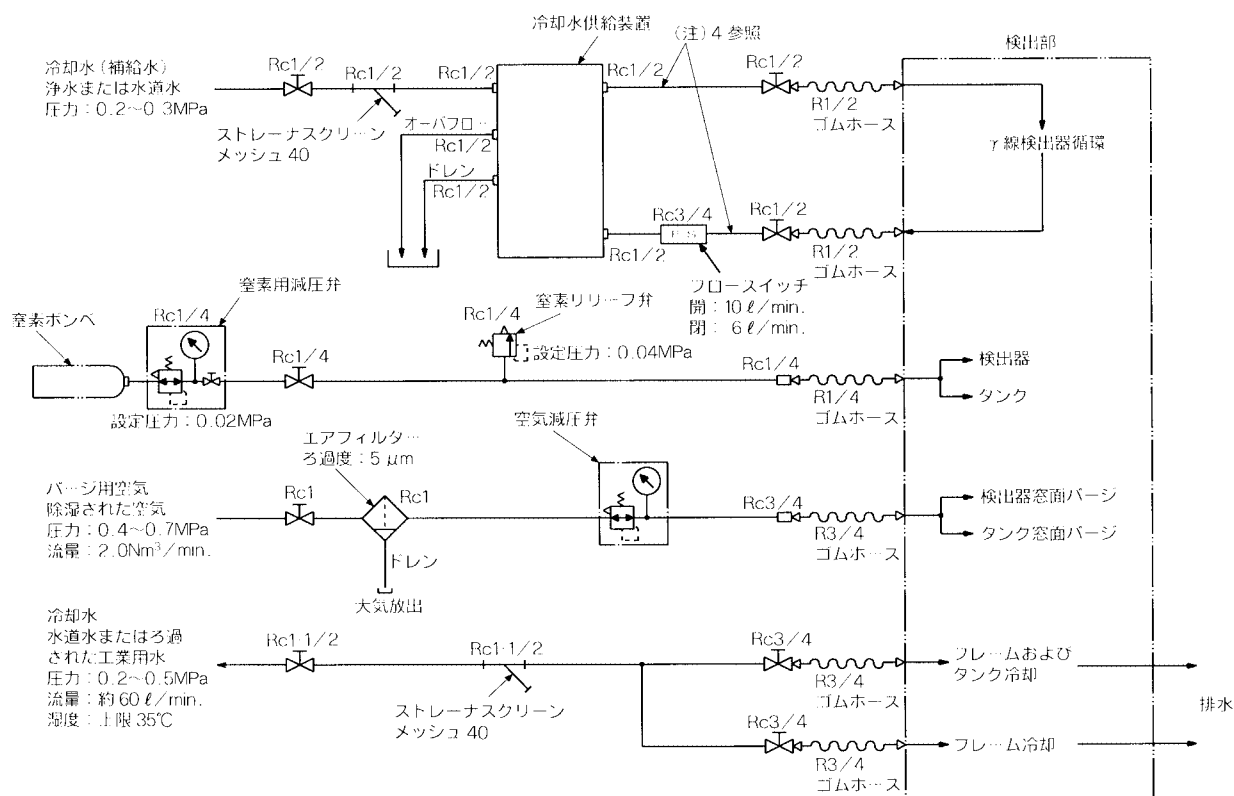 冷却水供給装置
(注)4 参照
検出部
冷却水(補給水)
浄水または水道水
圧力:0.2~0.3MPa
Rc1/2
Rc1/2
Rc1/2
Rc1/2
Rc1/2
ストレーナスクリーン
メッシュ40
オーバフロ…
Rc1/2
ドレン
Rc1/2
R1/2
ゴムホース
γ線検出器循環
Rc1/2
Rc3/4
Rc1/2
R1/2
ゴムホース
フロースイッチ
開:10ℓ/min.
閉: 6ℓ/min.
窒素ボンベ
窒素用減圧弁
Rc1/4
設定圧力:0.02MPa
Rc1/4
窒素リリーフ弁
Rc1/4
設定圧力:0.04MPa
Rc1/4
R1/4
ゴムホース
検出器
タンク
パージ用空気
除湿された空気
圧力:0.4~0.7MPa
流量:2.0Nm³/min.
Rc1
エアフィルタ…
ろ過度:5μm
Rc1
ドレン
大気放出
空気減圧弁
Rc3/4
R3/4
ゴムホース
検出器窓面パージ
タンク窓面パージ
冷却水
水道水またはろ過
された工業用水
圧力:0.2~0.5MPa
流量:約60ℓ/min.
湿度:上限35℃
Rc1·1/2
Rc1·1/2
ストレーナスクリーン
メッシュ40
Rc3/4
R3/4
ゴムホース
フレームおよび
タンク冷却
Rc3/4
R3/4
ゴムホース
フレーム冷却
排水